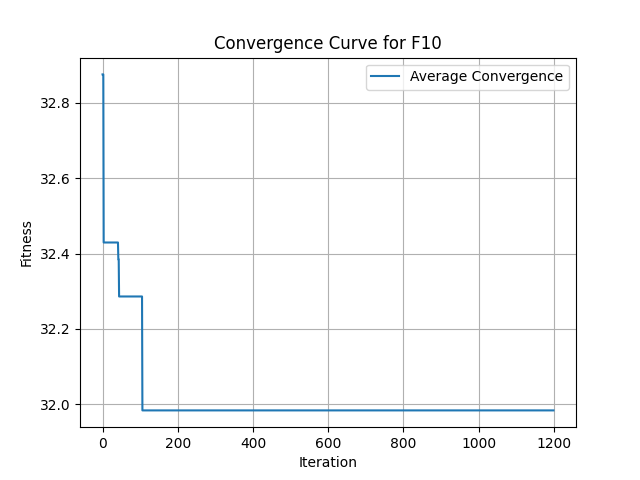 Convergence Curve for F10
Average Convergence
Fitness
32.8
32.6
32.4
32.2
32.0
0 200 400 600 800 1000 1200
Iteration